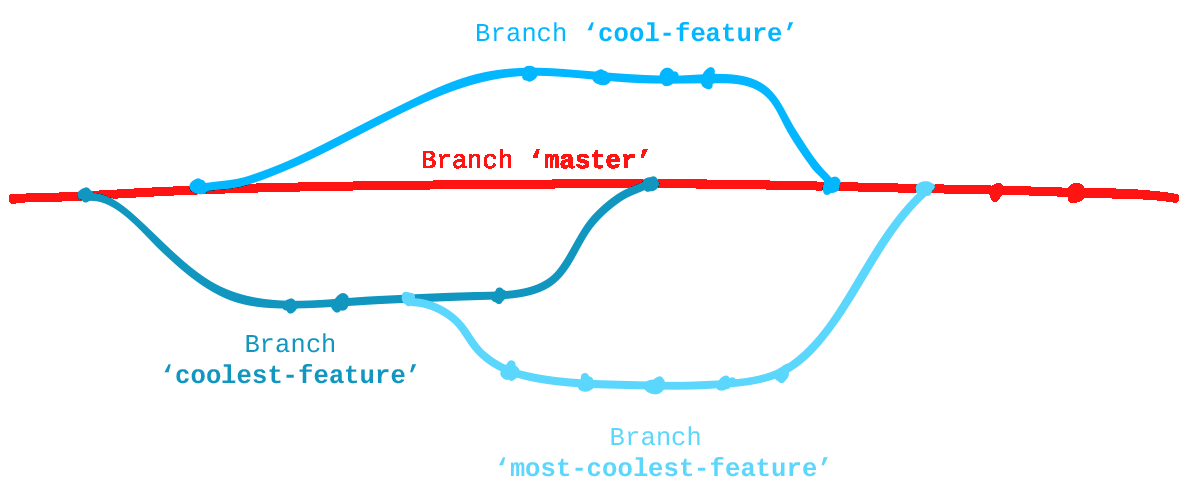 Branch ‘cool-feature’
Branch ‘master’
Branch
‘coolest-feature’
Branch
‘most-coolest-feature’